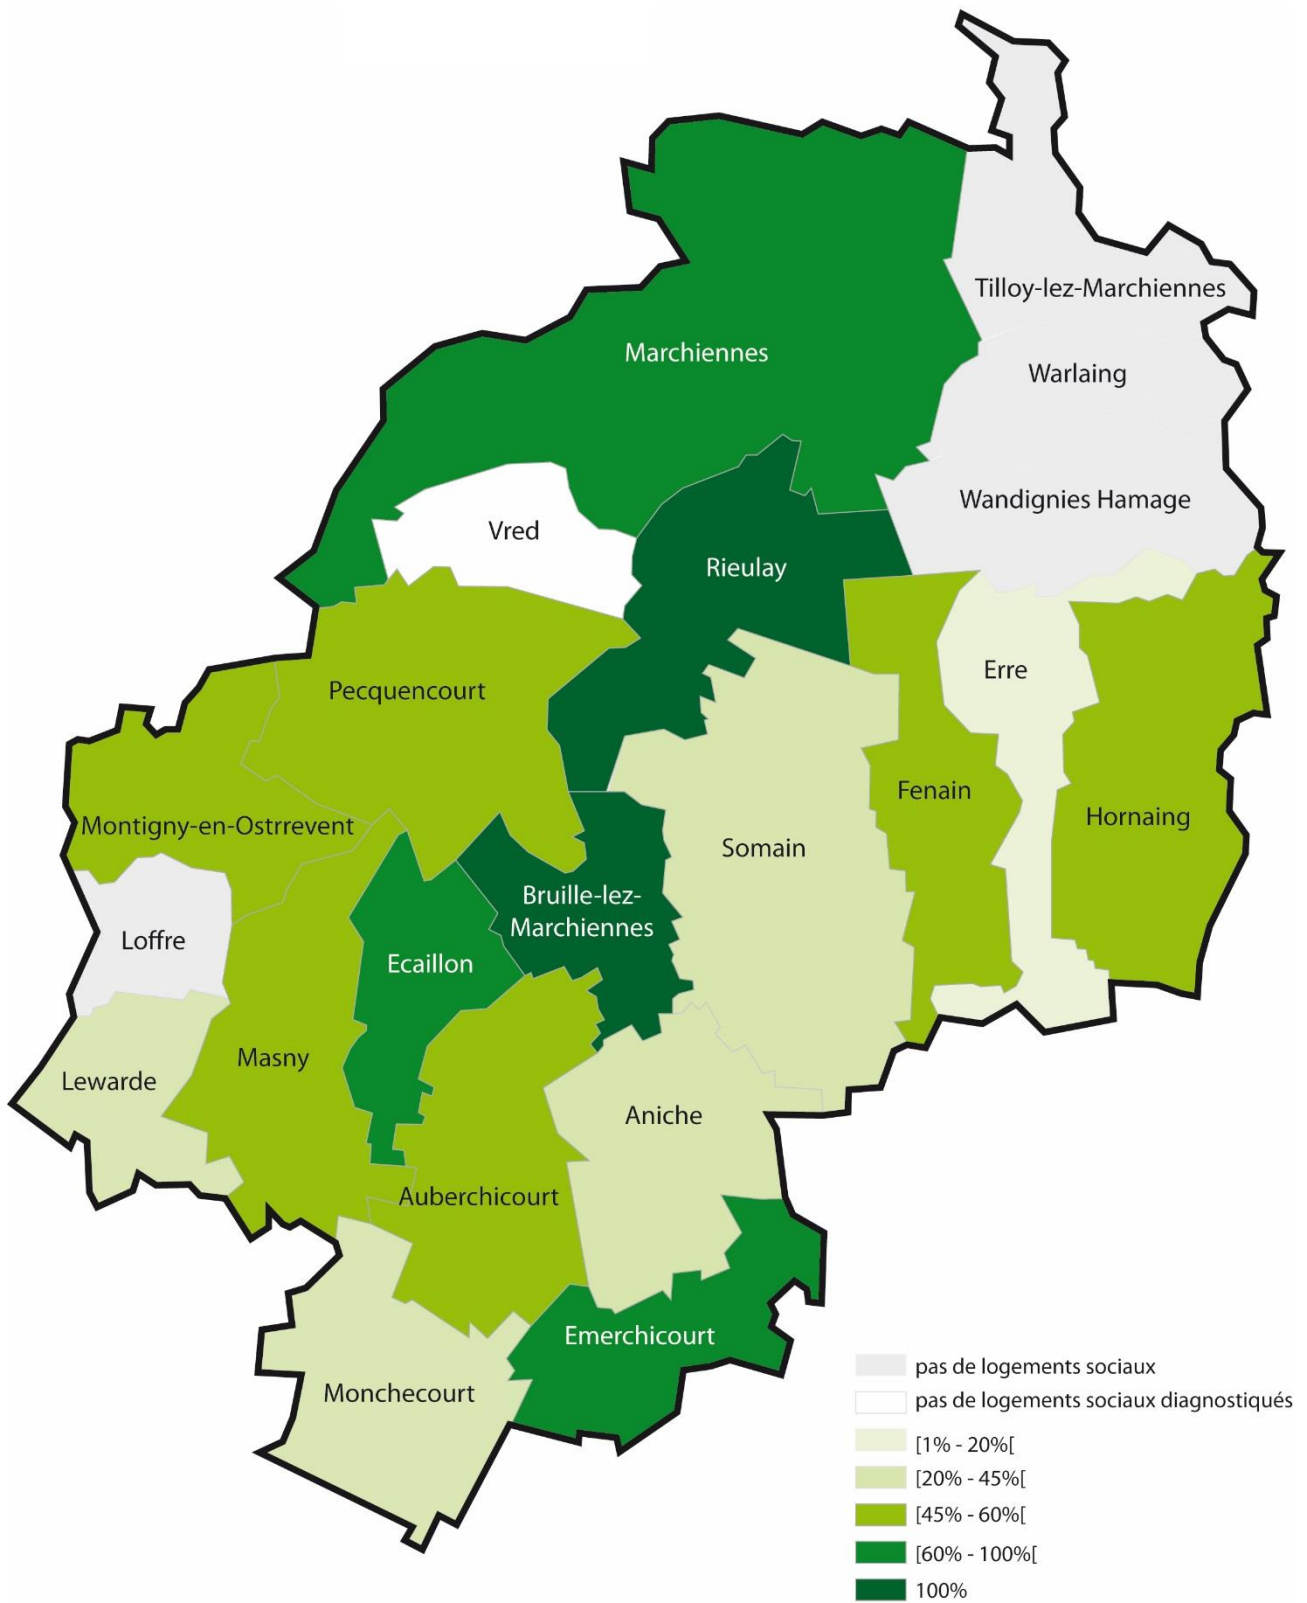 Tilloy-lez-Marchiennes
Marchiennes
Warlaing
Wandignies Hamage
Vred
Rieulay
Erre
Pecquencourt
Fenain
Hornaing
Montigny-en-Ostrrevent
Somain
Bruille-lez-
Marchiennes
Loffre
Ecaillon
Masny
Lewarde
Aniche
Auberchicourt
Emerchicourt
Monchecourt
pas de logements sociaux
pas de logements sociaux diagnostiqués
[1% - 20%[
[20% - 45%[
[45% - 60%[
[60% - 100%[
100%